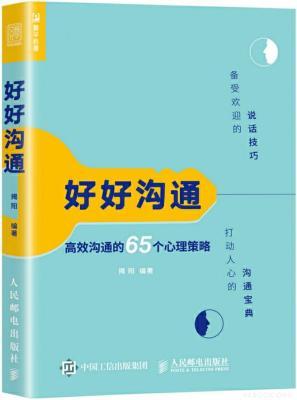 好好沟通
揭阳 编著
人民邮电出版社
备受欢迎的
说话技巧
好好沟通
高效沟通的65个心理策略
揭阳 编著
打动人心的
沟通宝典
中国工信出版集团
人民邮电出版社